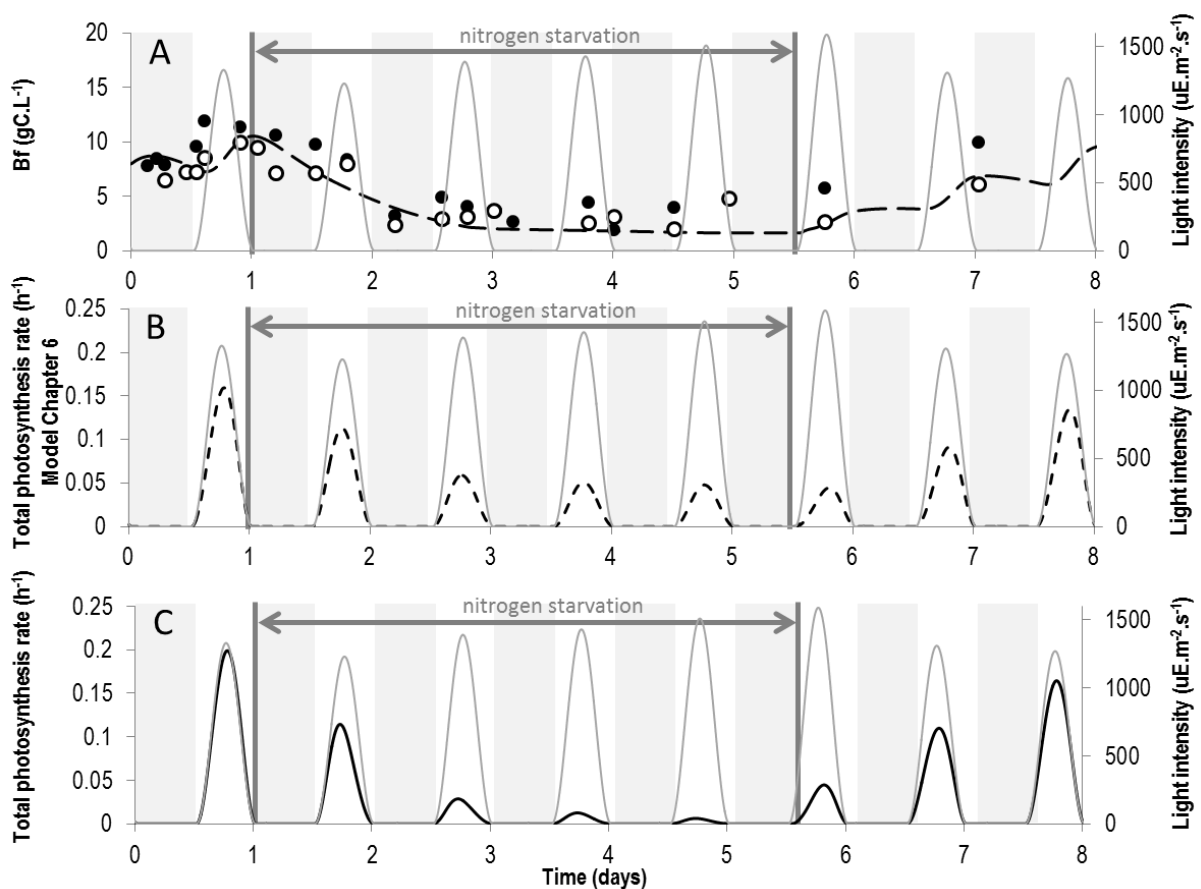 A
nitrogen starvation
Bf (gC.L-1)
20
15
10
5
0
1500
1000
500
0
Light intensity (uE.m-2.s-1)
0 1 2 3 4 5 6 7 8
B
nitrogen starvation
Total photosynthesis rate (h-1)
Model Chapter 6
0.25
0.2
0.15
0.1
0.05
0
1500
1000
500
0
Light intensity (uE.m-2.s-1)
0 1 2 3 4 5 6 7 8
C
nitrogen starvation
Total photosynthesis rate (h-1)
0.25
0.2
0.15
0.1
0.05
0
1500
1000
500
0
Light intensity (uE.m-2.s-1)
0 1 2 3 4 5 6 7 8
Time (days)